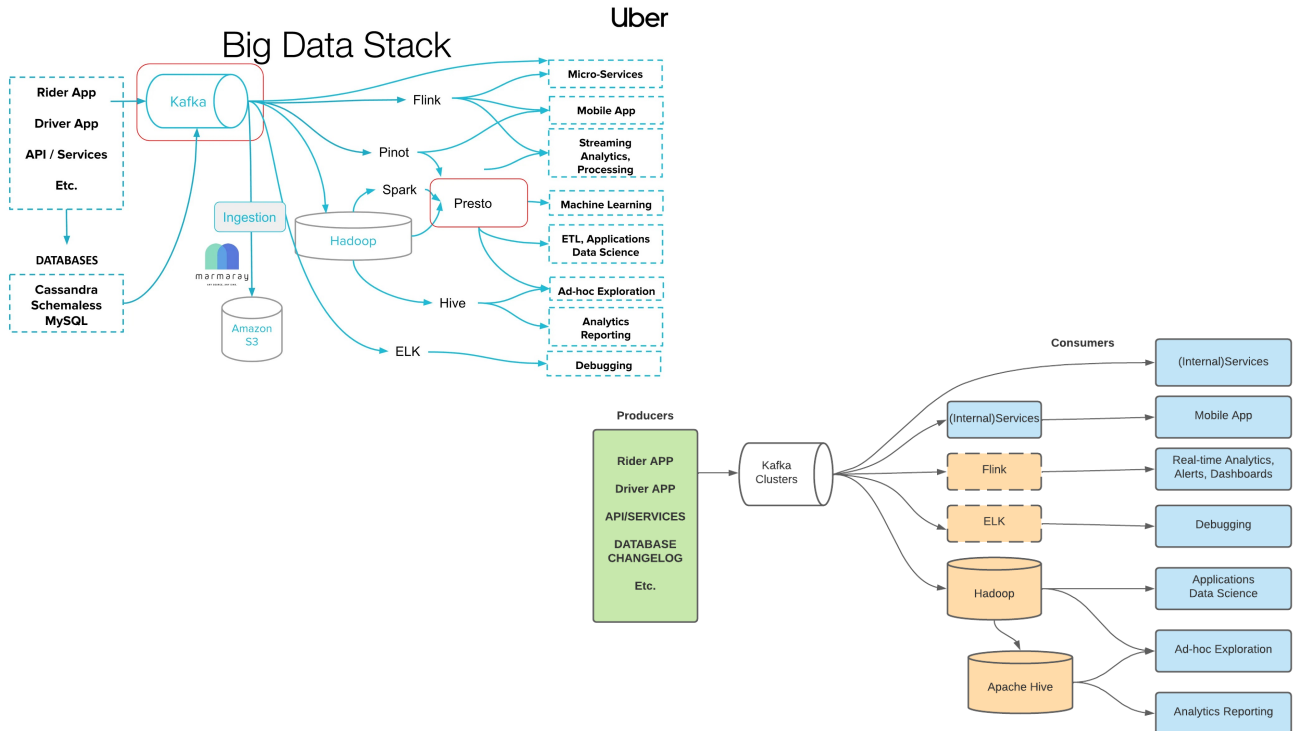 Uber
Big Data Stack
Rider App
Driver App
API / Services
Etc.
DATABASES
Cassandra
Schemaless
MySQL
Kafka
Ingestion
marmaray
Amazon
S3
Flink
Pinot
Spark
Presto
Hadoop
Hive
ELK
Micro-Services
Mobile App
Streaming
Analytics,
Processing
Machine Learning
ETL, Applications
Data Science
Ad-hoc Exploration
Analytics
Reporting
Debugging
Producers
Rider APP
Driver APP
API/SERVICES
DATABASE
CHANGELOG
Etc.
Kafka
Clusters
(Internal)Services
Flink
ELK
Hadoop
Apache Hive
Consumers
(Internal)Services
Mobile App
Real-time Analytics,
Alerts, Dashboards
Debugging
Applications
Data Science
Ad-hoc Exploration
Analytics Reporting